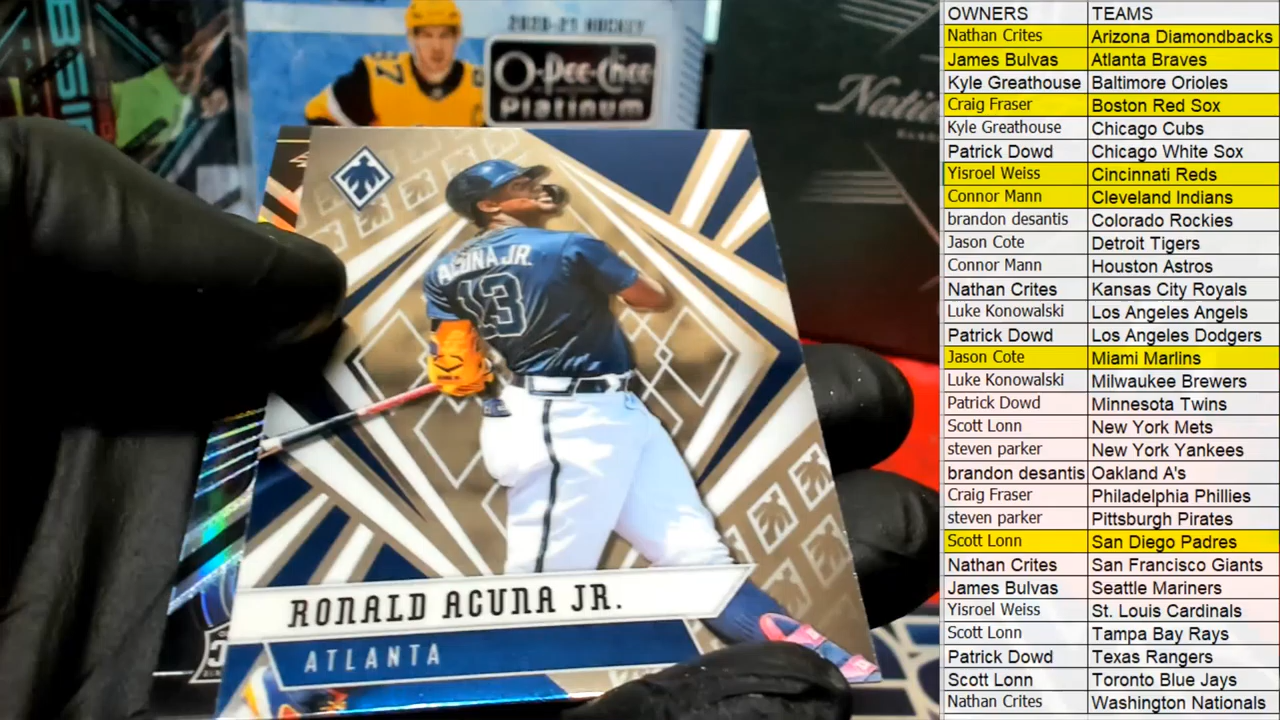 2020-21 HOCKEY
O-Pee-Chee
Platinum
ACUNA JR.
13
RONALD ACUNA JR.
ATLANTA
OWNERS TEAMS
Nathan Crites Arizona Diamondbacks
James Bulvas Atlanta Braves
Kyle Greathouse Baltimore Orioles
Craig Fraser Boston Red Sox
Kyle Greathouse Chicago Cubs
Patrick Dowd Chicago White Sox
Yisroel Weiss Cincinnati Reds
Connor Mann Cleveland Indians
brandon desantis Colorado Rockies
Jason Cote Detroit Tigers
Connor Mann Houston Astros
Nathan Crites Kansas City Royals
Luke Konowalski Los Angeles Angels
Patrick Dowd Los Angeles Dodgers
Jason Cote Miami Marlins
Luke Konowalski Milwaukee Brewers
Patrick Dowd Minnesota Twins
Scott Lonn New York Mets
steven parker New York Yankees
brandon desantis Oakland A's
Craig Fraser Philadelphia Phillies
steven parker Pittsburgh Pirates
Scott Lonn San Diego Padres
Nathan Crites San Francisco Giants
James Bulvas Seattle Mariners
Yisroel Weiss St. Louis Cardinals
Scott Lonn Tampa Bay Rays
Patrick Dowd Texas Rangers
Scott Lonn Toronto Blue Jays
Nathan Crites Washington Nationals